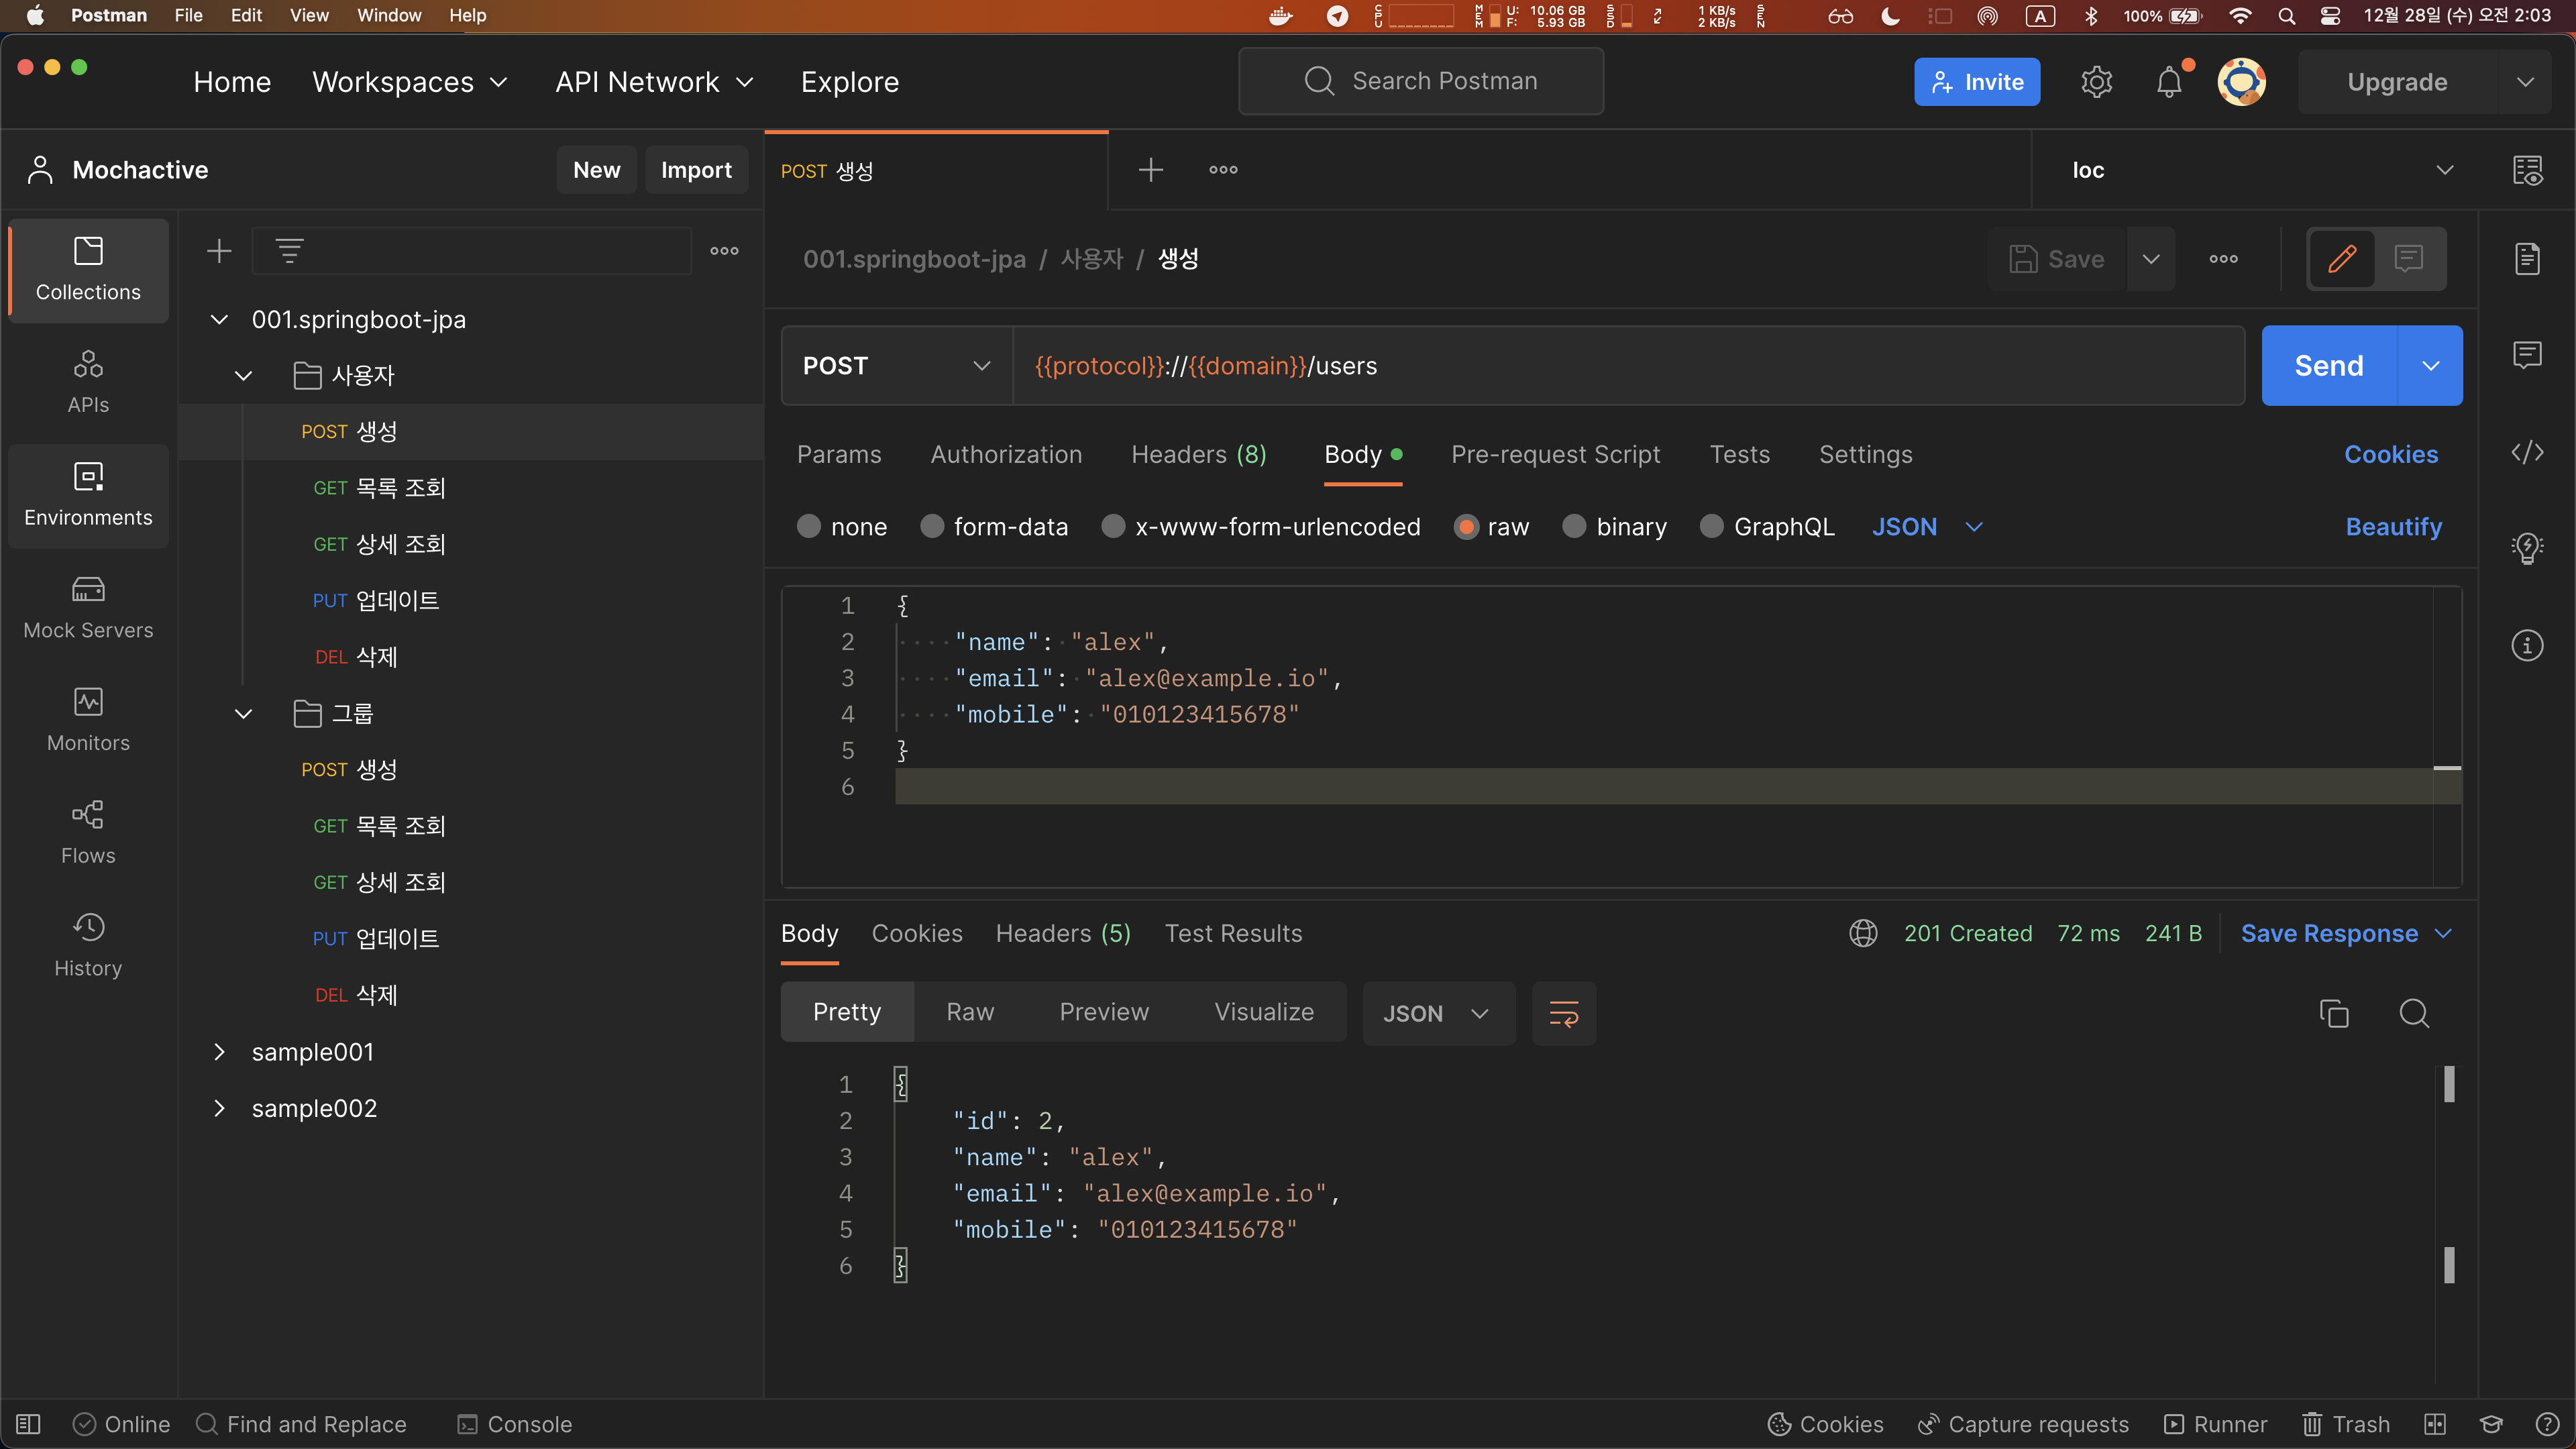 Postman File Edit View Window Help
CPU MEM U: 10.06 GB F: 5.93 GB SSD 1 KB/s 2 KB/s SEN A 100% 12월 28일 (수) 오전 2:03
Home Workspaces API Network Explore Search Postman Invite Upgrade
Mochactive New Import POST 생성 loc
Collections
APIs
Environments
Mock Servers
Monitors
Flows
History
001.springboot-jpa
사용자
POST 생성
GET 목록 조회
GET 상세 조회
PUT 업데이트
DEL 삭제
그룹
POST 생성
GET 목록 조회
GET 상세 조회
PUT 업데이트
DEL 삭제
sample001
sample002
001.springboot-jpa / 사용자 / 생성 Save
POST {{protocol}}://{{domain}}/users Send
Params Authorization Headers (8) Body Pre-request Script Tests Settings Cookies
none form-data x-www-form-urlencoded raw binary GraphQL JSON Beautify
1 {
2 "name": "alex",
3 "email": "alex@example.io",
4 "mobile": "010123415678"
5 }
6
Body Cookies Headers (5) Test Results 201 Created 72 ms 241 B Save Response
Pretty Raw Preview Visualize JSON
1 {
2 "id": 2,
3 "name": "alex",
4 "email": "alex@example.io",
5 "mobile": "010123415678"
6 }
Online Find and Replace Console Cookies Capture requests Runner Trash